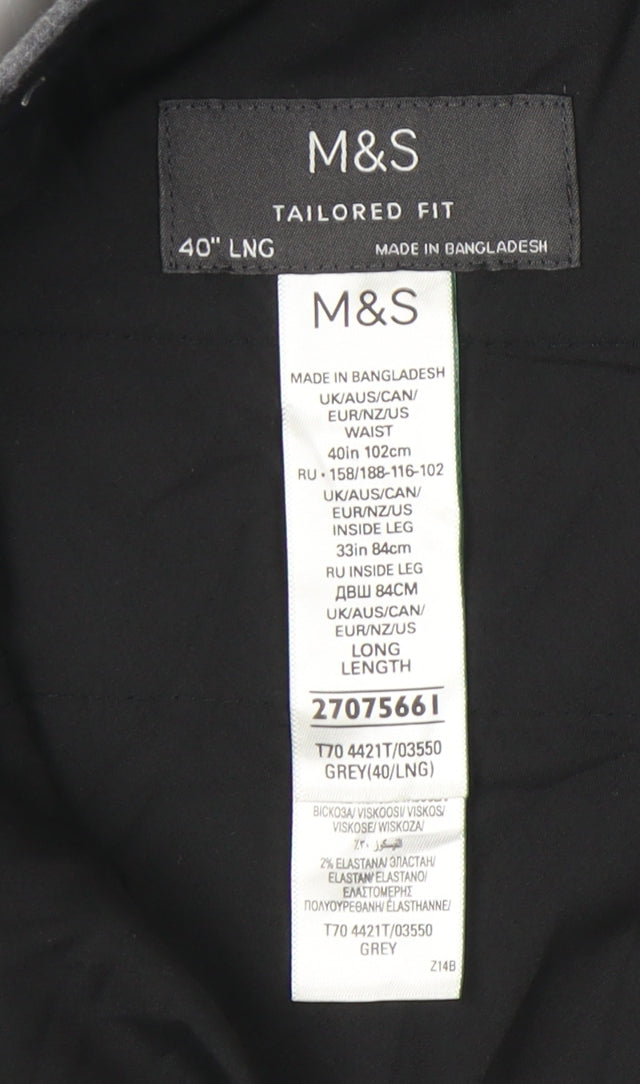 M&S
TAILORED FIT
40" LNG MADE IN BANGLADESH
M&S
MADE IN BANGLADESH
UK/AUS/CAN/
EUR/NZ/US
WAIST
40in 102cm
RU • 158/188-116-102
UK/AUS/CAN/
EUR/NZ/US
INSIDE LEG
33in 84cm
RU INSIDE LEG
ДВШ 84CM
UK/AUS/CAN/
EUR/NZ/US
LONG
LENGTH
27075661
T70 4421T/03550
GREY(40/LNG)
ВІСКОЗА/ VISKOOSI/ VISKOS/
VISKOSE/ WISKOZA/
٪٣٠ الفيسكوز
2% ELASTANA/ ЭЛАСТАН/
ELASTAN/ ELASTANO/
ΕΛΑΣΤΟΜΕΡΗΣ
ΠΟΛΥΟΥΡΕΘΑΝΗ/ ÉLASTHANNE/
T70 4421T/03550
GREY
Z14B